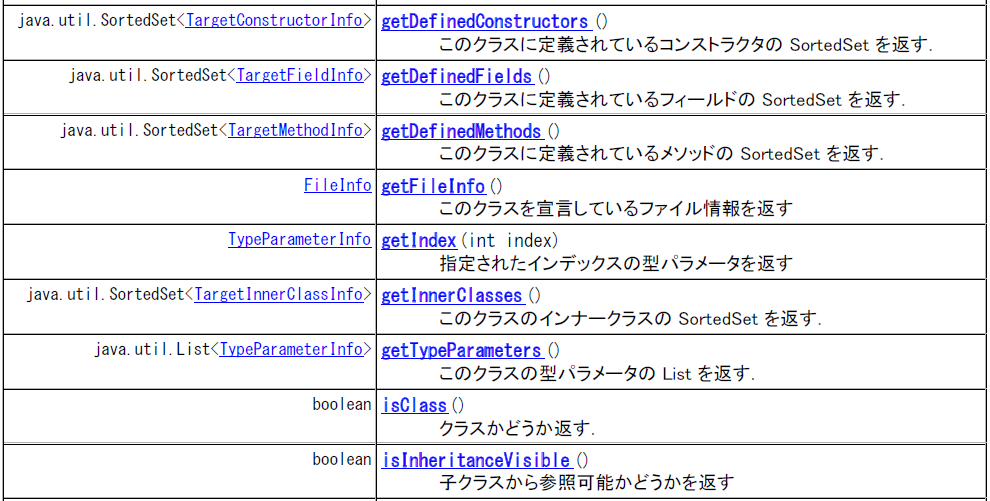 java.util.SortedSet<TargetConstructorInfo> getDefinedConstructors()
このクラスに定義されているコンストラクタの SortedSet を返す.
java.util.SortedSet<TargetFieldInfo> getDefinedFields()
このクラスに定義されているフィールドの SortedSet を返す.
java.util.SortedSet<TargetMethodInfo> getDefinedMethods()
このクラスに定義されているメソッドの SortedSet を返す.
FileInfo getFileInfo()
このクラスを宣言しているファイル情報を返す
TypeParameterInfo getIndex(int index)
指定されたインデックスの型パラメータを返す
java.util.SortedSet<TargetInnerClassInfo> getInnerClasses()
このクラスのインナークラスの SortedSet を返す.
java.util.List<TypeParameterInfo> getTypeParameters()
このクラスの型パラメータの List を返す.
boolean isClass()
クラスかどうか返す.
boolean isInheritanceVisible()
子クラスから参照可能かどうかを返す